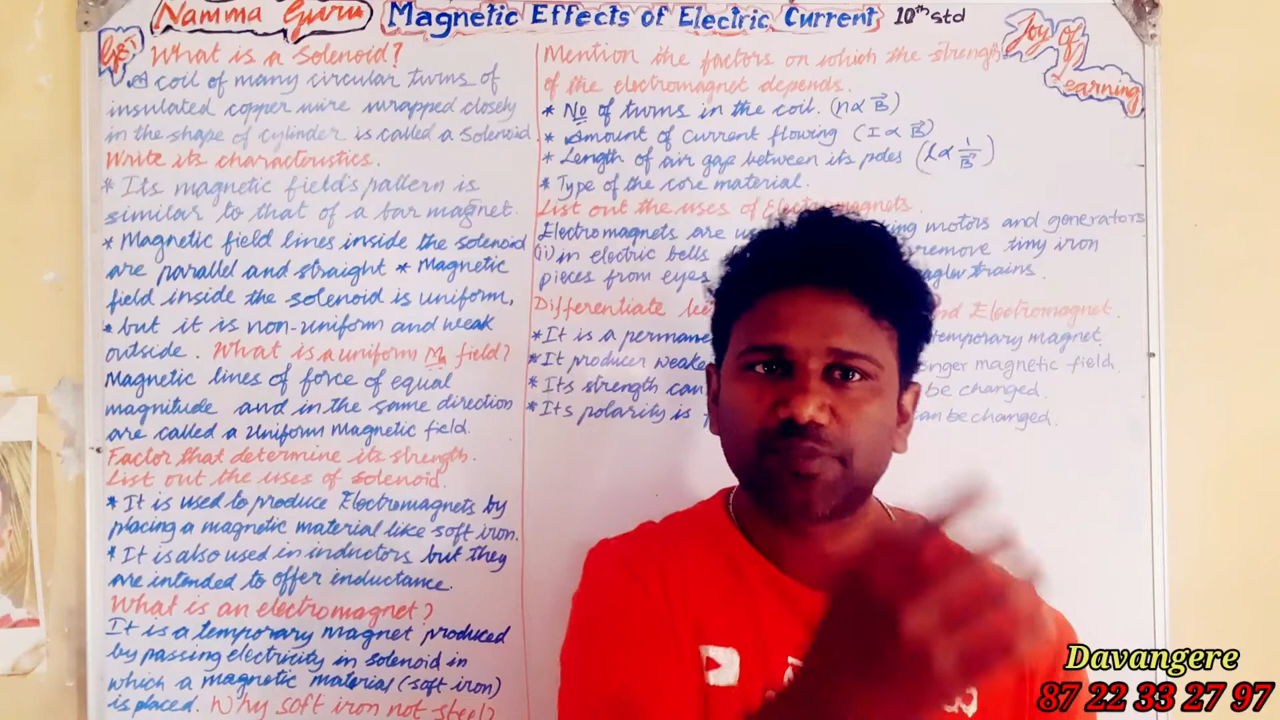 Namma Guru Magnetic Effects of Electric Current 10th std
Joy of Learning
What is a Solenoid?
A coil of many circular turns of
insulated copper wire wrapped closely
in the shape of cylinder is called a Solenoid
Write its characteristics.
* Its magnetic field's pattern is
similar to that of a bar magnet.
* Magnetic field lines inside the solenoid
are parallel and straight * Magnetic
field inside the solenoid is uniform,
* but it is non-uniform and weak
outside. What is a uniform Mg field?
Magnetic lines of force of equal
magnitude and in the same direction
are called a Uniform Magnetic field.
Factor that determine its strength.
List out the uses of solenoid.
* It is used to produce Electromagnets by
placing a magnetic material like soft iron.
* It is also used in inductors but they
are intended to offer inductance.
What is an electromagnet?
It is a temporary magnet produced
by passing electricity in solenoid in
which a magnetic material (soft iron)
is placed. Why soft iron not steel?
Mention the factors on which the strength
of the electromagnet depends.
* No of turns in the coil. (n∝ B⃗)
* Amount of current flowing (I ∝ B⃗)
* Length of air gap between its poles (l ∝ 1/B⃗)
* Type of the core material.
List out the uses of Electromagnets.
Electromagnets are motors and generators
(ii) in electric bells remove tiny iron
pieces from eyes trains.
Differentiate and Electromagnet.
* It is a temporary magnet
* It producer magnetic field.
* Its strength can be changed.
* Its polarity is can be changed.
Davangere
87 22 33 27 97